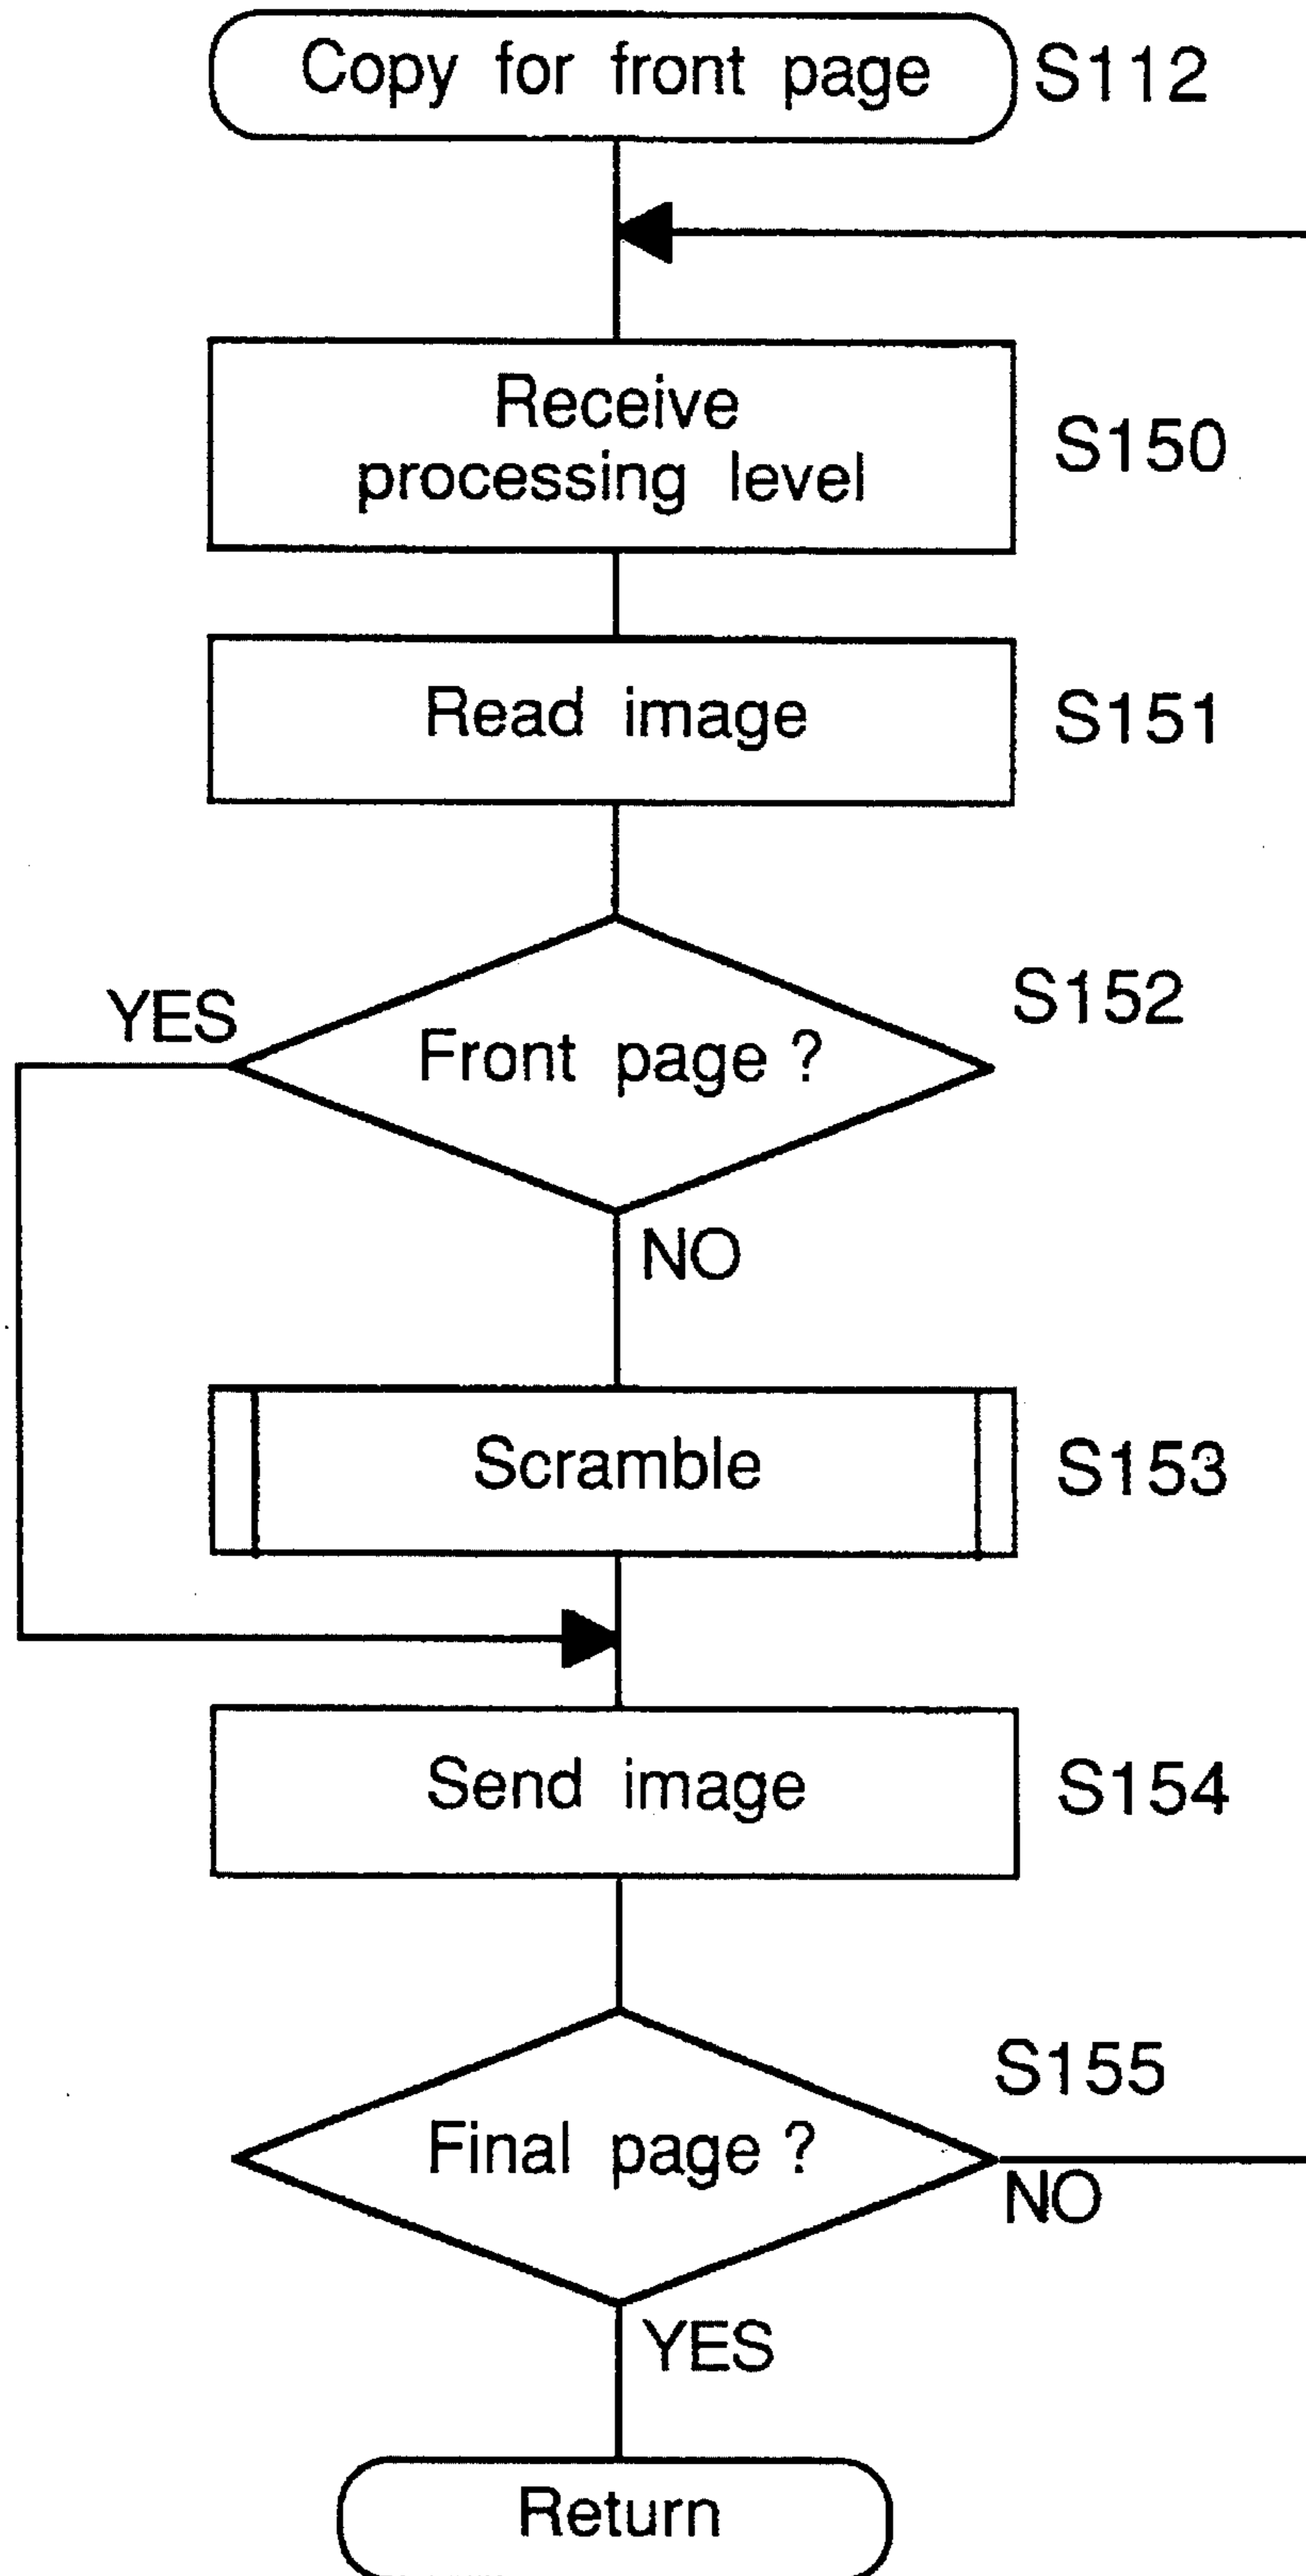 Copy for front page S112
Receive
processing level
S150
Read image S151
YES
Front page ?
S152
NO
Scramble S153
Send image S154
Final page ?
S155
NO
YES
Return